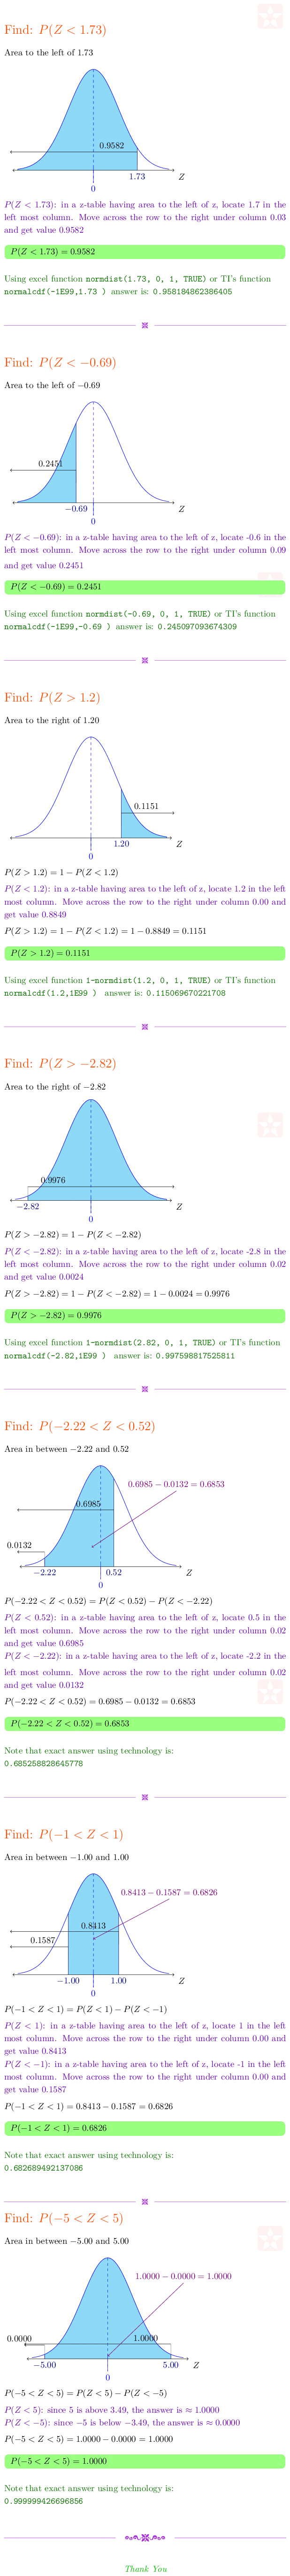 Find: P(Z < 1.73)
Area to the left of 1.73
0.9582
1.73
Z
0
P(Z < 1.73): in a z-table having area to the left of z, locate 1.7 in the
left most column. Move across the row to the right under column 0.03
and get value 0.9582
P(Z < 1.73) = 0.9582
Using excel function normdist(1.73, 0, 1, TRUE) or TI's function
normalcdf(-1E99,1.73 ) answer is: 0.958184862386405
Find: P(Z < −0.69)
Area to the left of −0.69
0.2451
−0.69
Z
0
P(Z < −0.69): in a z-table having area to the left of z, locate -0.6 in the
left most column. Move across the row to the right under column 0.09
and get value 0.2451
P(Z < −0.69) = 0.2451
Using excel function normdist(-0.69, 0, 1, TRUE) or TI's function
normalcdf(-1E99,-0.69 ) answer is: 0.245097093674309
Find: P(Z > 1.2)
Area to the right of 1.20
0.1151
1.20
Z
0
P(Z > 1.2) = 1 − P(Z < 1.2)
P(Z < 1.2): in a z-table having area to the left of z, locate 1.2 in the left
most column. Move across the row to the right under column 0.00 and
get value 0.8849
P(Z > 1.2) = 1 − P(Z < 1.2) = 1 − 0.8849 = 0.1151
P(Z > 1.2) = 0.1151
Using excel function 1-normdist(1.2, 0, 1, TRUE) or TI's function
normalcdf(1.2,1E99 ) answer is: 0.115069670221708
Find: P(Z > −2.82)
Area to the right of −2.82
0.9976
−2.82
Z
0
P(Z > −2.82) = 1 − P(Z < −2.82)
P(Z < −2.82): in a z-table having area to the left of z, locate -2.8 in the
left most column. Move across the row to the right under column 0.02
and get value 0.0024
P(Z > −2.82) = 1 − P(Z < −2.82) = 1 − 0.0024 = 0.9976
P(Z > −2.82) = 0.9976
Using excel function 1-normdist(2.82, 0, 1, TRUE) or TI's function
normalcdf(-2.82,1E99 ) answer is: 0.997598817525811
Find: P(−2.22 < Z < 0.52)
Area in between −2.22 and 0.52
0.6985 − 0.0132 = 0.6853
0.6985
0.0132
−2.22
0.52
Z
0
P(−2.22 < Z < 0.52) = P(Z < 0.52) − P(Z < −2.22)
P(Z < 0.52): in a z-table having area to the left of z, locate 0.5 in the
left most column. Move across the row to the right under column 0.02
and get value 0.6985
P(Z < −2.22): in a z-table having area to the left of z, locate -2.2 in the
left most column. Move across the row to the right under column 0.02
and get value 0.0132
P(−2.22 < Z < 0.52) = 0.6985 − 0.0132 = 0.6853
P(−2.22 < Z < 0.52) = 0.6853
Note that exact answer using technology is:
0.685258828645778
Find: P(−1 < Z < 1)
Area in between −1.00 and 1.00
0.8413 − 0.1587 = 0.6826
0.8413
0.1587
−1.00
1.00
Z
0
P(−1 < Z < 1) = P(Z < 1) − P(Z < −1)
P(Z < 1): in a z-table having area to the left of z, locate 1 in the left
most column. Move across the row to the right under column 0.00 and
get value 0.8413
P(Z < −1): in a z-table having area to the left of z, locate -1 in the left
most column. Move across the row to the right under column 0.00 and
get value 0.1587
P(−1 < Z < 1) = 0.8413 − 0.1587 = 0.6826
P(−1 < Z < 1) = 0.6826
Note that exact answer using technology is:
0.682689492137086
Find: P(−5 < Z < 5)
Area in between −5.00 and 5.00
1.0000 − 0.0000 = 1.0000
0.0000
1.0000
−5.00
5.00
Z
0
P(−5 < Z < 5) = P(Z < 5) − P(Z < −5)
P(Z < 5): since 5 is above 3.49, the answer is ≈ 1.0000
P(Z < −5): since −5 is below −3.49, the answer is ≈ 0.0000
P(−5 < Z < 5) = 1.0000 − 0.0000 = 1.0000
P(−5 < Z < 5) = 1.0000
Note that exact answer using technology is:
0.999999426696856
Thank You